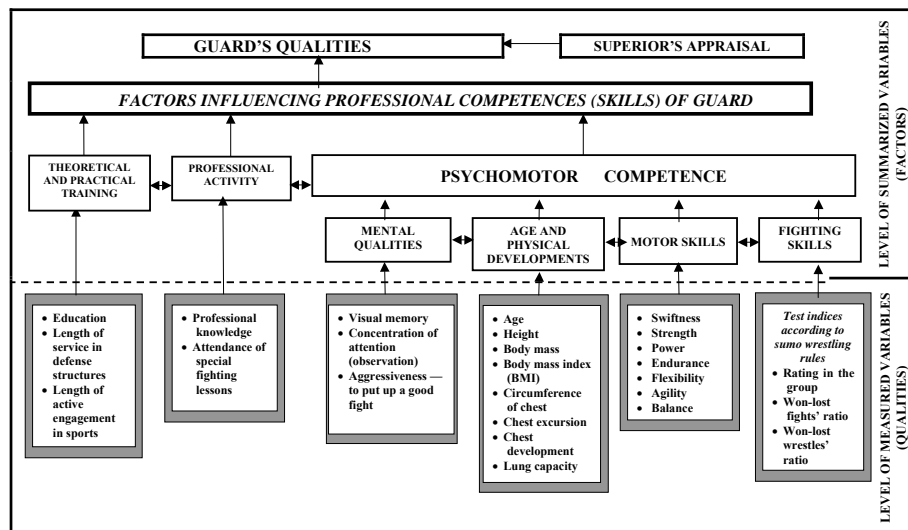 GUARD'S QUALITIES
SUPERIOR'S APPRAISAL
FACTORS INFLUENCING PROFESSIONAL COMPETENCES (SKILLS) OF GUARD
THEORETICAL
AND PRACTICAL
TRAINING
PROFESSIONAL
ACTIVITY
PSYCHOMOTOR COMPETENCE
MENTAL
QUALITIES
AGE AND
PHYSICAL
DEVELOPMENTS
MOTOR SKILLS
FIGHTING
SKILLS
LEVEL OF SUMMARIZED VARIABLES
(FACTORS)
• Education
• Length of
service in
defense
structures
• Length of
active
engagement
in sports
• Professional
knowledge
• Attendance of
special
fighting
lessons
• Visual memory
• Concentration of
attention
(observation)
• Aggressiveness —
to put up a good
fight
• Age
• Height
• Body mass
• Body mass index
(BMI)
• Circumference
of chest
• Chest excursion
• Chest
development
• Lung capacity
• Swiftness
• Strength
• Power
• Endurance
• Flexibility
• Agility
• Balance
Test indices
according to
sumo wrestling
rules
• Rating in the
group
• Won-lost
fights' ratio
• Won-lost
wrestles'
ratio
LEVEL OF MEASURED VARIABLES
(QUALITIES)